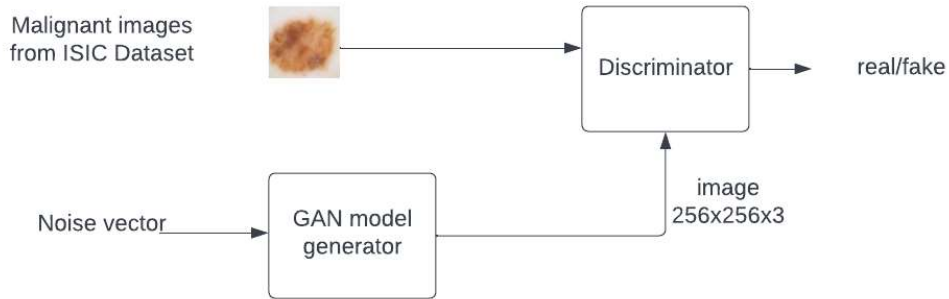 Malignant images
from ISIC Dataset
Discriminator
real/fake
image
256x256x3
Noise vector
GAN model
generator